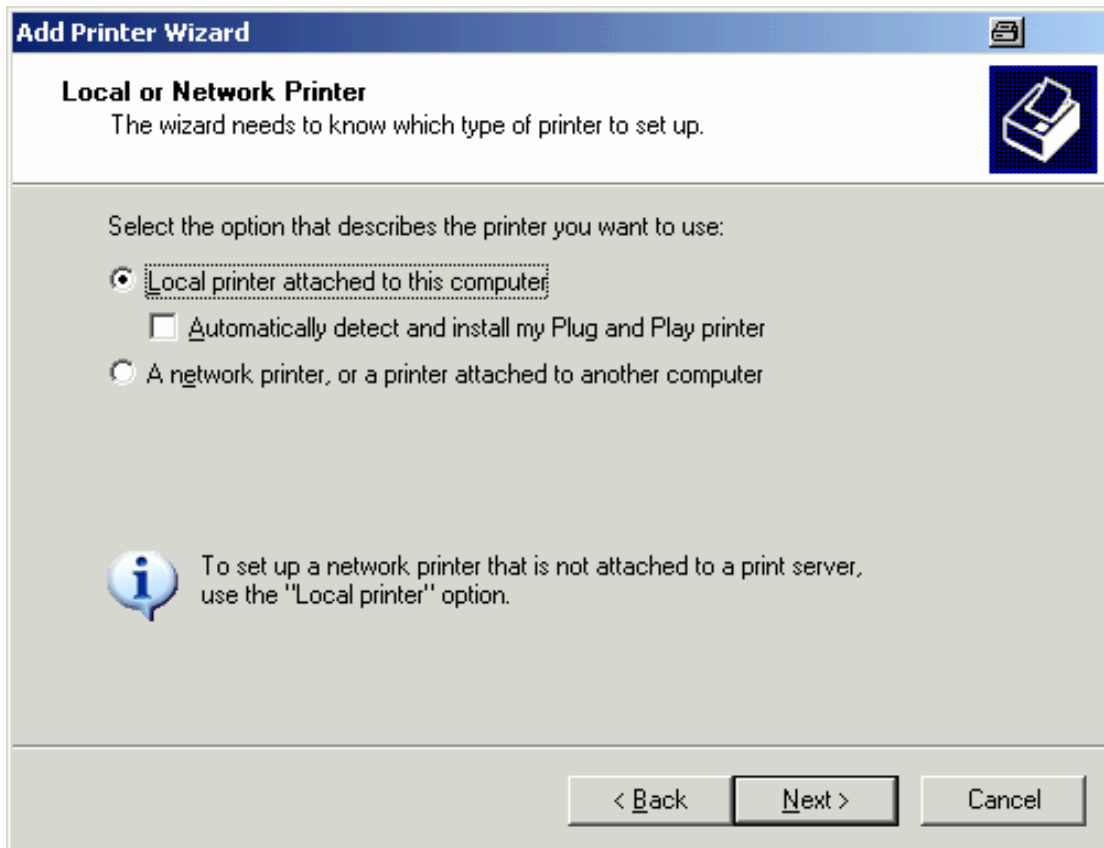 Add Printer Wizard
Local or Network Printer
The wizard needs to know which type of printer to set up.
Select the option that describes the printer you want to use:
Local printer attached to this computer
Automatically detect and install my Plug and Play printer
A network printer, or a printer attached to another computer
To set up a network printer that is not attached to a print server,
use the "Local printer" option.
< Back Next > Cancel